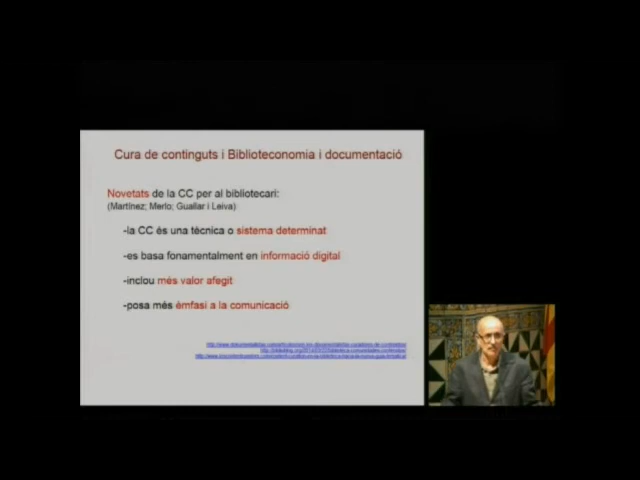 Cura de continguts i Biblioteconomia i documentació
Novetats de la CC per al bibliotecari:
(Martínez; Merlo; Guallar i Leiva)
-la CC és una tècnica o sistema determinat
-es basa fonamentalment en informació digital
-inclou més valor afegit
-posa més èmfasi a la comunicació